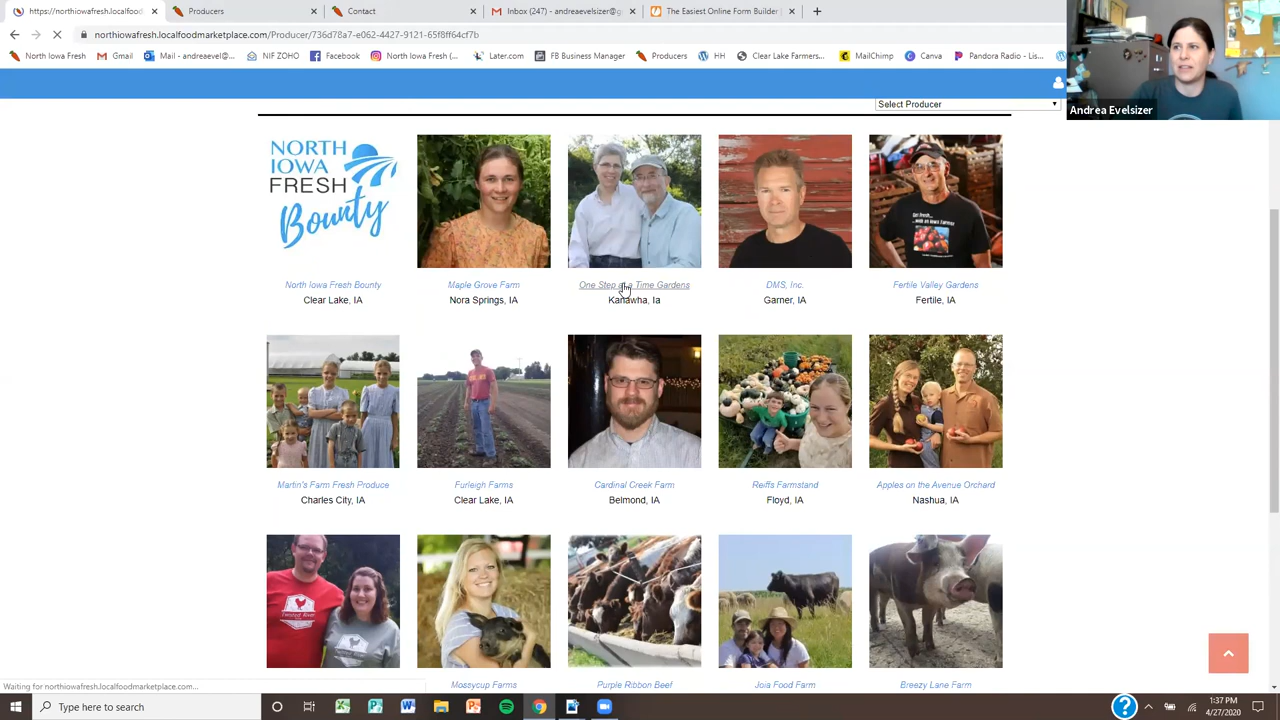 https://northiowafresh.localfood
Producers
Contact
Inbox (247) - andreaevelsizer@g
The Easiest Online Form Builder |
northiowafresh.localfoodmarketplace.com/Producer/736d78a7-e062-4427-9121-65f8ff64cf7b
North Iowa Fresh
Gmail
Mail - andreaevel@...
NIF ZOHO
Facebook
North Iowa Fresh (...
Later.com
FB Business Manager
Producers
HH
Clear Lake Farmers...
MailChimp
Canva
Pandora Radio - Lis...
Andrea Evelsizer
Select Producer
NORTH
IOWA
FRESH
Bounty
North Iowa Fresh Bounty
Clear Lake, IA
Maple Grove Farm
Nora Springs, IA
One Step at a Time Gardens
Kanawha, Ia
DMS, Inc.
Garner, IA
Fertile Valley Gardens
Fertile, IA
Martin's Farm Fresh Produce
Charles City, IA
Furleigh Farms
Clear Lake, IA
Cardinal Creek Farm
Belmond, IA
Reiffs Farmstand
Floyd, IA
Apples on the Avenue Orchard
Nashua, IA
Mossycup Farms
Purple Ribbon Beef
Joia Food Farm
Breezy Lane Farm
Waiting for northiowafresh.localfoodmarketplace.com...
Type here to search
1:37 PM
4/27/2020